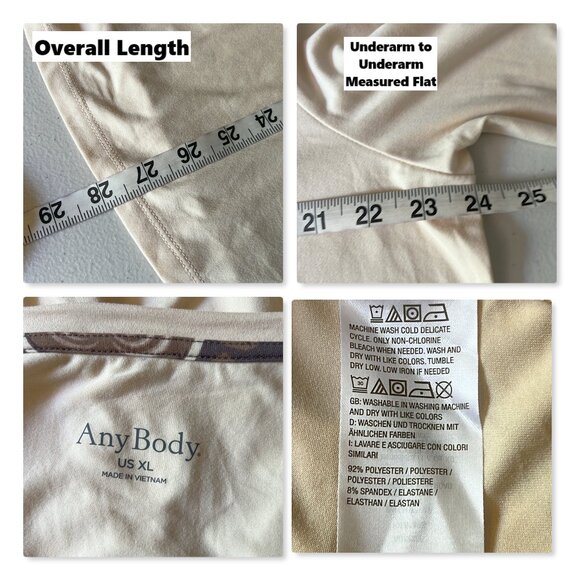 Overall Length
29 28 27 26 25 24
Underarm to
Underarm
Measured Flat
21 22 23 24 25
AnyBody.
US XL
MADE IN VIETNAM
MACHINE WASH COLD DELICATE
CYCLE. ONLY NON-CHLORINE
BLEACH WHEN NEEDED. WASH AND
DRY WITH LIKE COLORS. TUMBLE
DRY LOW. LOW IRON IF NEEDED
30
GB: WASHABLE IN WASHING MACHINE
AND DRY WITH LIKE COLORS
D: WASCHEN UND TROCKNEN MIT
ÄHNLICHEN FARBEN
I: LAVARE E ASCIUGARE CON COLORI
SIMILARI
92% POLYESTER / POLYESTER /
POLYESTER / POLIESTERE
8% SPANDEX / ELASTANE /
ELASTHAN / ELASTAN